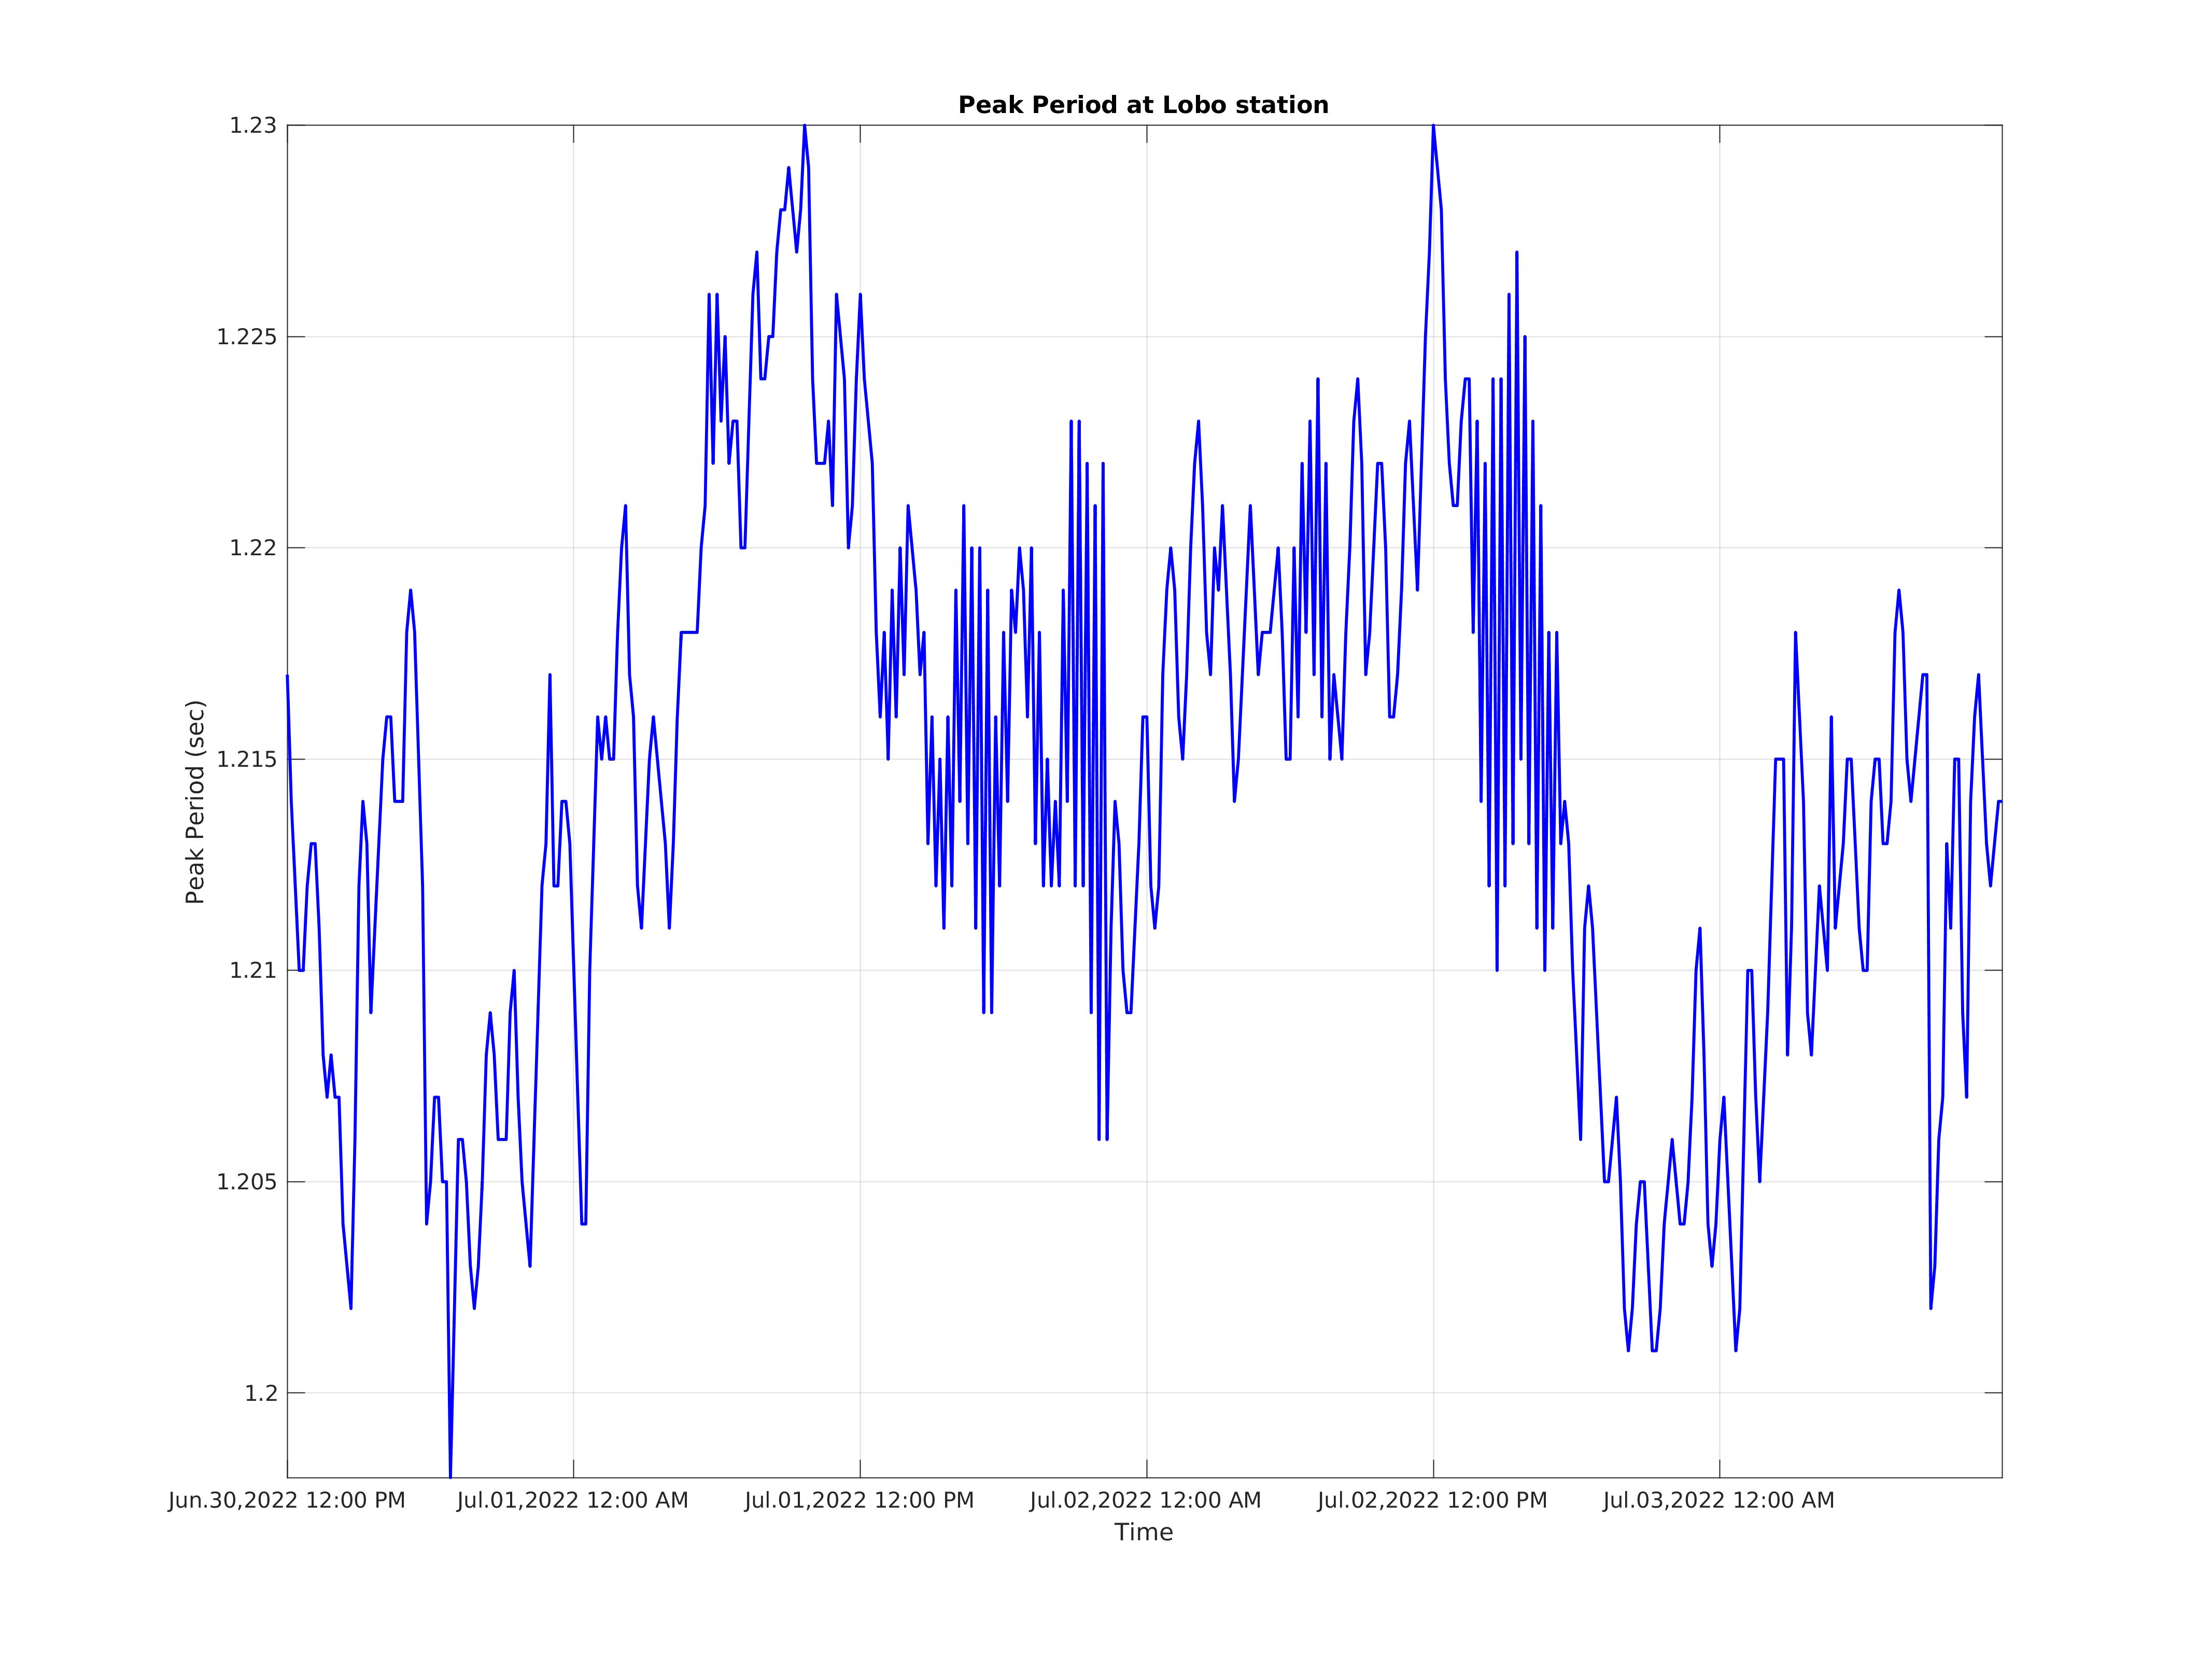 Peak Period at Lobo station
1.23
1.225
1.22
1.215
1.21
1.205
1.2
Peak Period (sec)
Jun.30,2022 12:00 PM
Jul.01,2022 12:00 AM
Jul.01,2022 12:00 PM
Jul.02,2022 12:00 AM
Jul.02,2022 12:00 PM
Jul.03,2022 12:00 AM
Time